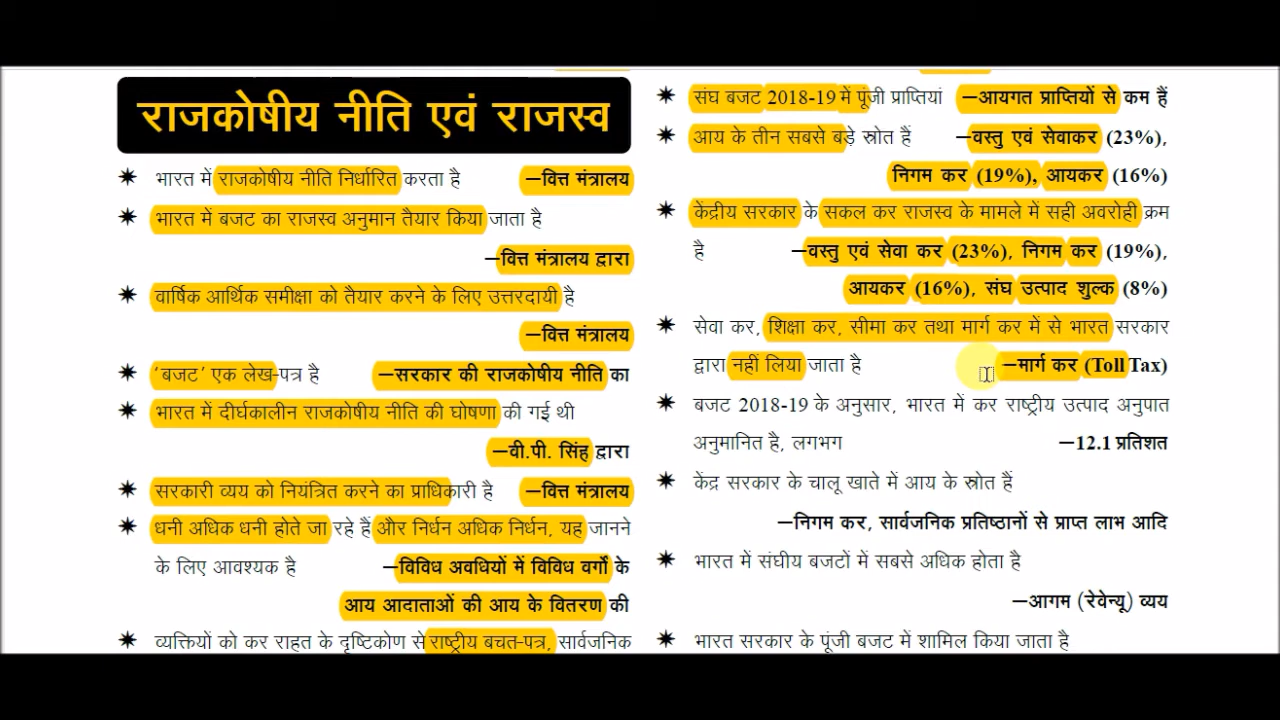 राजकोषीय नीति एवं राजस्व
✷ भारत में राजकोषीय नीति निर्धारित करता है –वित्त मंत्रालय
✷ भारत में बजट का राजस्व अनुमान तैयार किया जाता है
–वित्त मंत्रालय द्वारा
✷ वार्षिक आर्थिक समीक्षा को तैयार करने के लिए उत्तरदायी है
–वित्त मंत्रालय
✷ ‘बजट’ एक लेख-पत्र है –सरकार की राजकोषीय नीति का
✷ भारत में दीर्घकालीन राजकोषीय नीति की घोषणा की गई थी
–वी.पी. सिंह द्वारा
✷ सरकारी व्यय को नियंत्रित करने का प्राधिकारी है –वित्त मंत्रालय
✷ धनी अधिक धनी होते जा रहे हैं और निर्धन अधिक निर्धन, यह जानने
के लिए आवश्यक है –विविध अवधियों में विविध वर्गों के
आय आदाताओं की आय के वितरण की
✷ व्यक्तियों को कर राहत के दृष्टिकोण से राष्ट्रीय बचत-पत्र, सार्वजनिक
✷ संघ बजट 2018-19 में पूंजी प्राप्तियां –आयगत प्राप्तियों से कम हैं
✷ आय के तीन सबसे बड़े स्रोत हैं –वस्तु एवं सेवाकर (23%),
निगम कर (19%), आयकर (16%)
✷ केंद्रीय सरकार के सकल कर राजस्व के मामले में सही अवरोही क्रम
है –वस्तु एवं सेवा कर (23%), निगम कर (19%),
आयकर (16%), संघ उत्पाद शुल्क (8%)
✷ सेवा कर, शिक्षा कर, सीमा कर तथा मार्ग कर में से भारत सरकार
द्वारा नहीं लिया जाता है –मार्ग कर (Toll Tax)
✷ बजट 2018-19 के अनुसार, भारत में कर राष्ट्रीय उत्पाद अनुपात
अनुमानित है, लगभग –12.1 प्रतिशत
✷ केंद्र सरकार के चालू खाते में आय के स्रोत हैं
–निगम कर, सार्वजनिक प्रतिष्ठानों से प्राप्त लाभ आदि
✷ भारत में संघीय बजटों में सबसे अधिक होता है
–आगम (रेवेन्यू) व्यय
✷ भारत सरकार के पूंजी बजट में शामिल किया जाता है